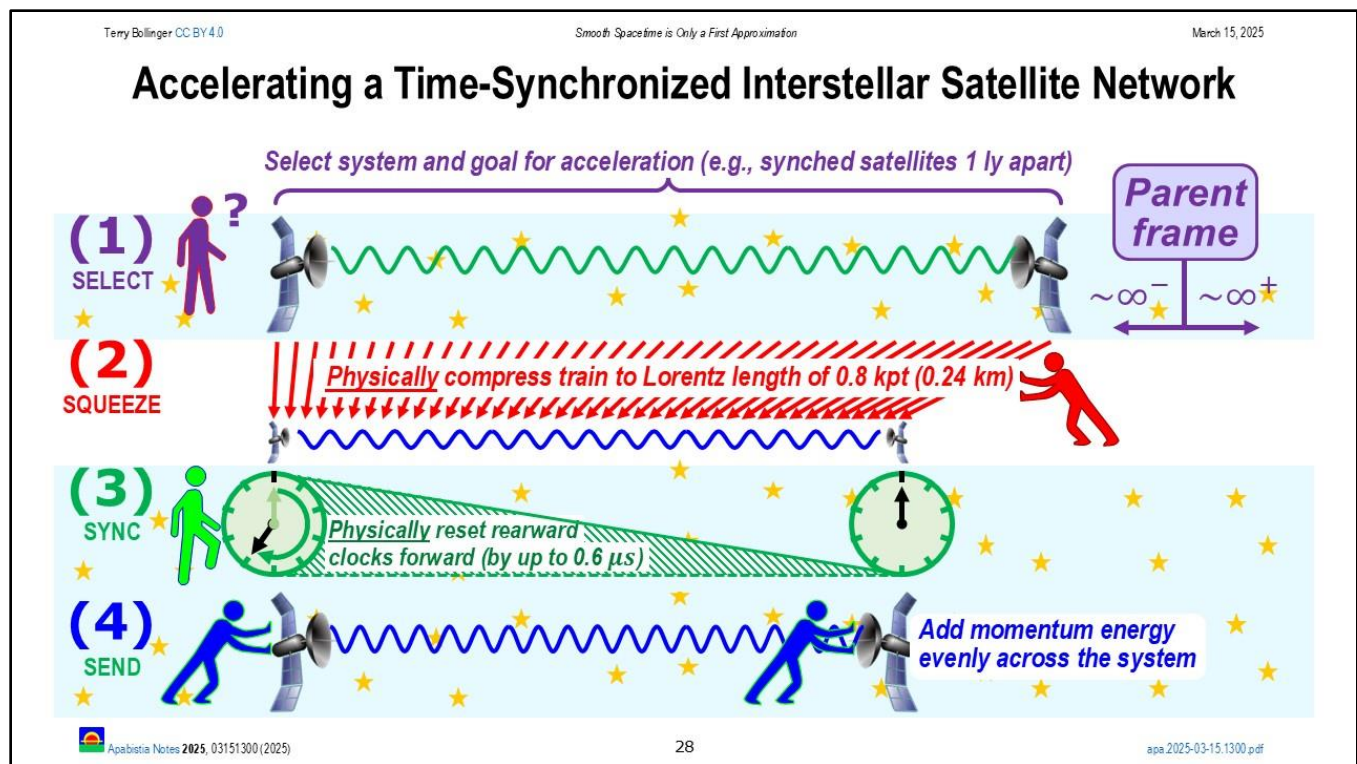 Terry Bollinger CC BY 4.0
Smooth Spacetime is Only a First Approximation
March 15, 2025
Accelerating a Time-Synchronized Interstellar Satellite Network
Select system and goal for acceleration (e.g., synched satellites 1 ly apart)
(1)
SELECT
?
Parent
frame
~∞⁻ ~∞⁺
(2)
SQUEEZE
Physically compress train to Lorentz length of 0.8 kpt (0.24 km)
(3)
SYNC
Physically reset rearward
clocks forward (by up to 0.6 μs)
(4)
SEND
Add momentum energy
evenly across the system
Apabistia Notes 2025, 03151300 (2025)
28
apa.2025-03-15.1300.pdf